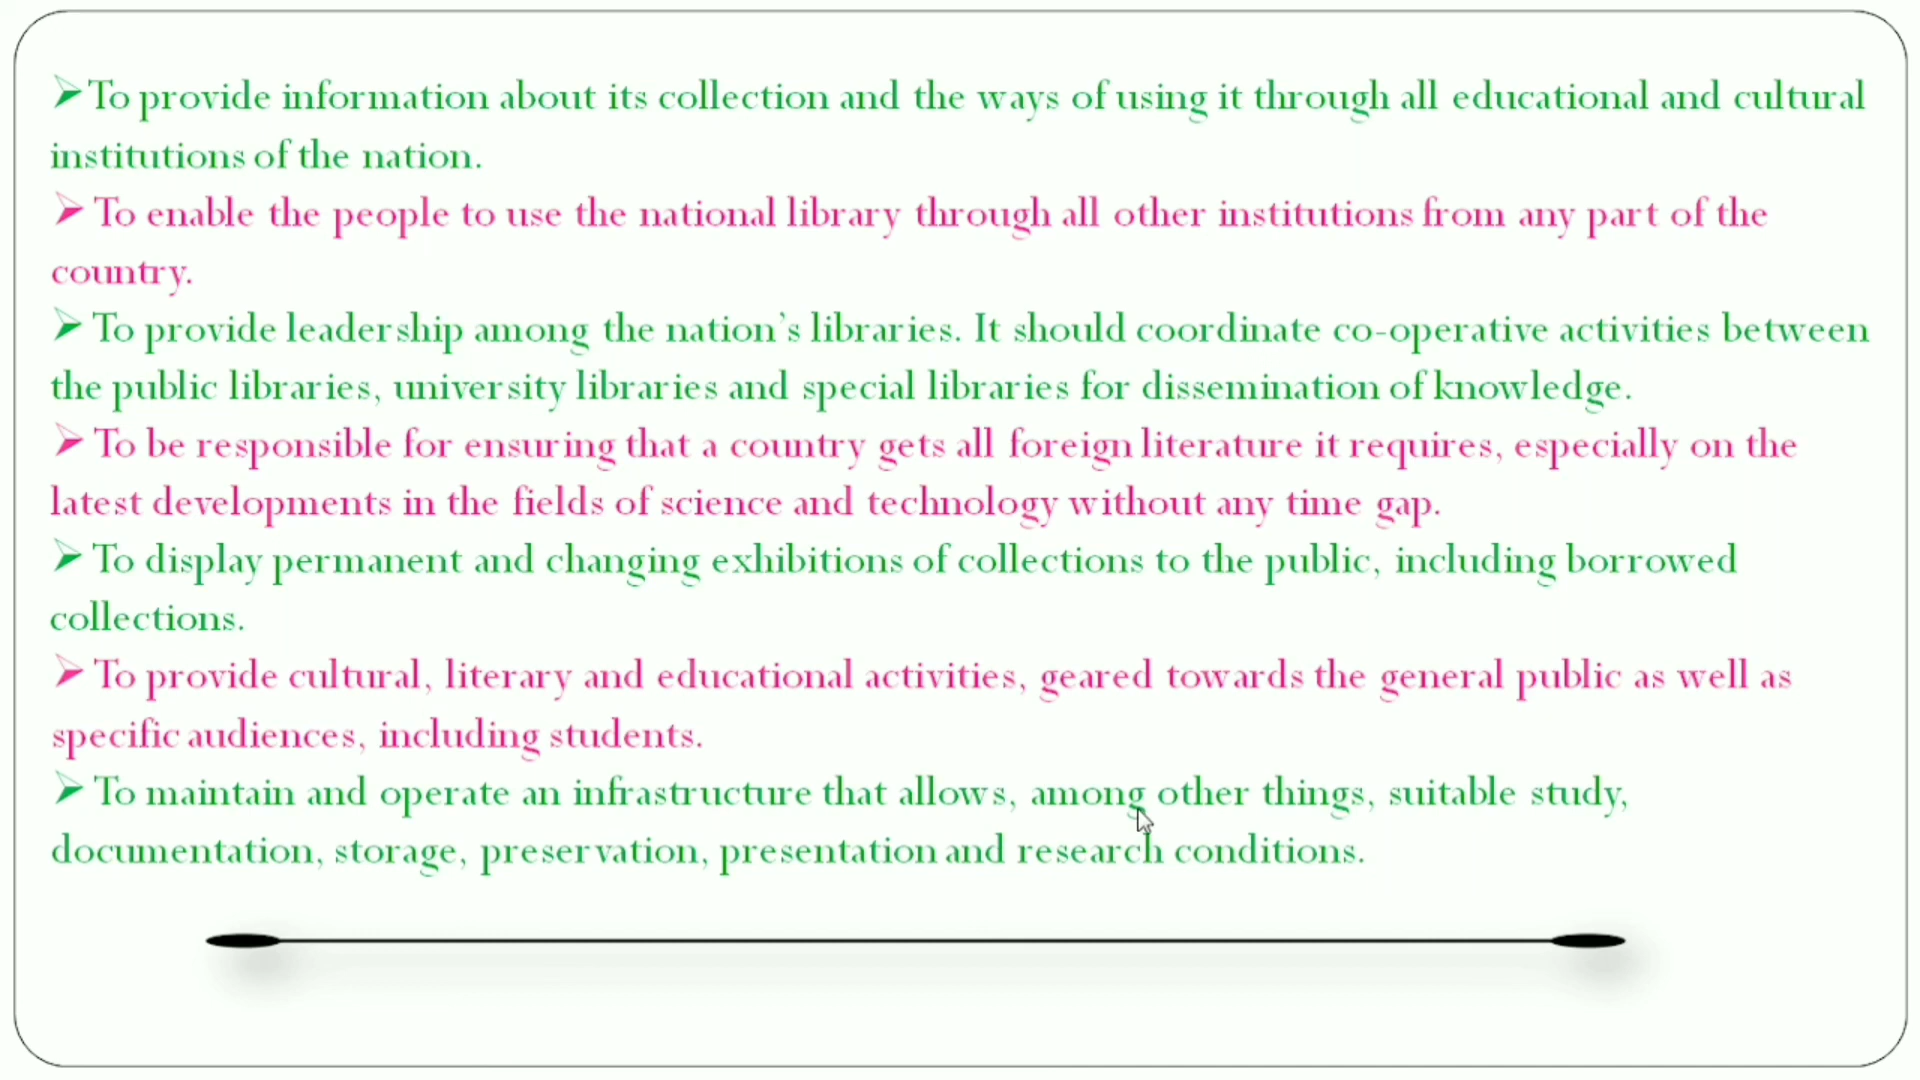 ➢To provide information about its collection and the ways of using it through all educational and cultural
institutions of the nation.
➢ To enable the people to use the national library through all other institutions from any part of the
country.
➢ To provide leadership among the nation’s libraries. It should coordinate co-operative activities between
the public libraries, university libraries and special libraries for dissemination of knowledge.
➢ To be responsible for ensuring that a country gets all foreign literature it requires, especially on the
latest developments in the fields of science and technology without any time gap.
➢ To display permanent and changing exhibitions of collections to the public, including borrowed
collections.
➢ To provide cultural, literary and educational activities, geared towards the general public as well as
specific audiences, including students.
➢ To maintain and operate an infrastructure that allows, among other things, suitable study,
documentation, storage, preservation, presentation and research conditions.